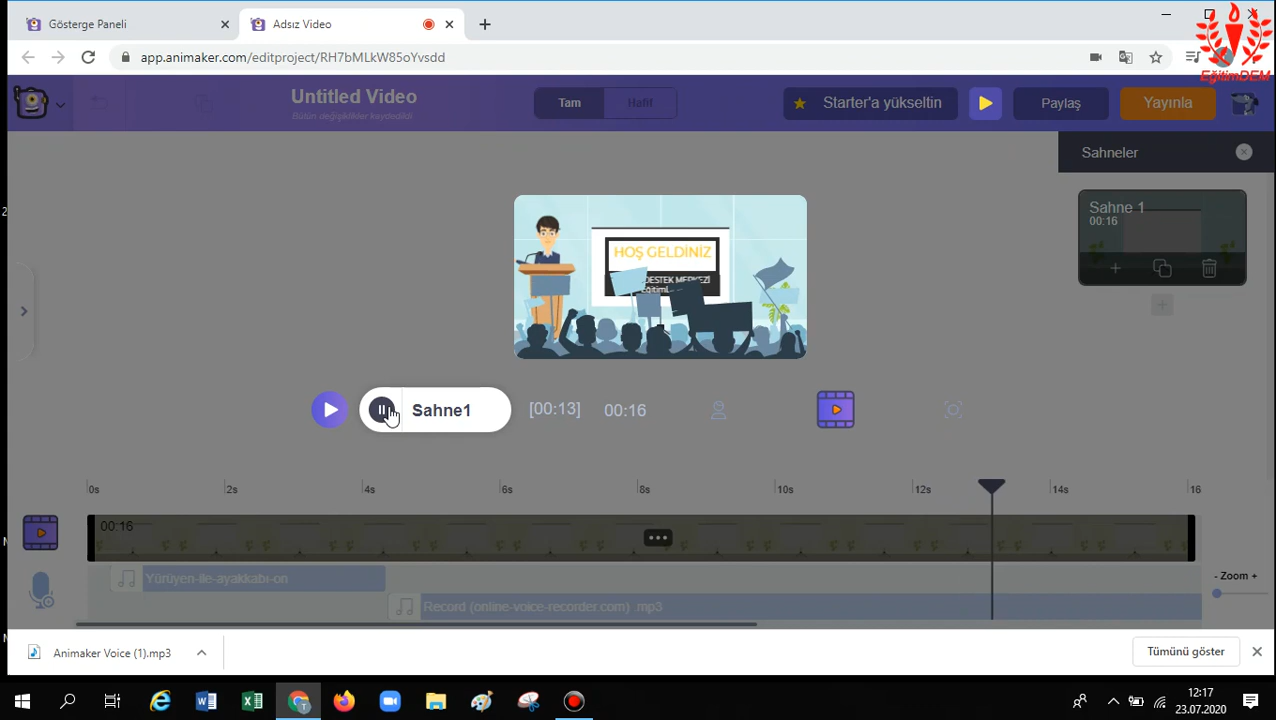 Gösterge Paneli
Adsız Video
EğitimDEM
app.animaker.com/editproject/RH7bMLkW85oYwsdd
Untitled Video
Bütün değişiklikler kaydedildi
Tam
Hafif
Starter'a yükseltin
Paylaş
Yayınla
Sahneler
HOŞ GELDİNİZ
DESTEK MERKEZİ
Sahne 1
00:16
Sahne1
[00:13]
00:16
0s
2s
4s
6s
8s
10s
12s
14s
16
00:16
Yürüyen-ile-ayakkabı-on
Record (online-voice-recorder.com) .mp3
- Zoom +
Animaker Voice (1).mp3
Tümünü göster
12:17
23.07.2020